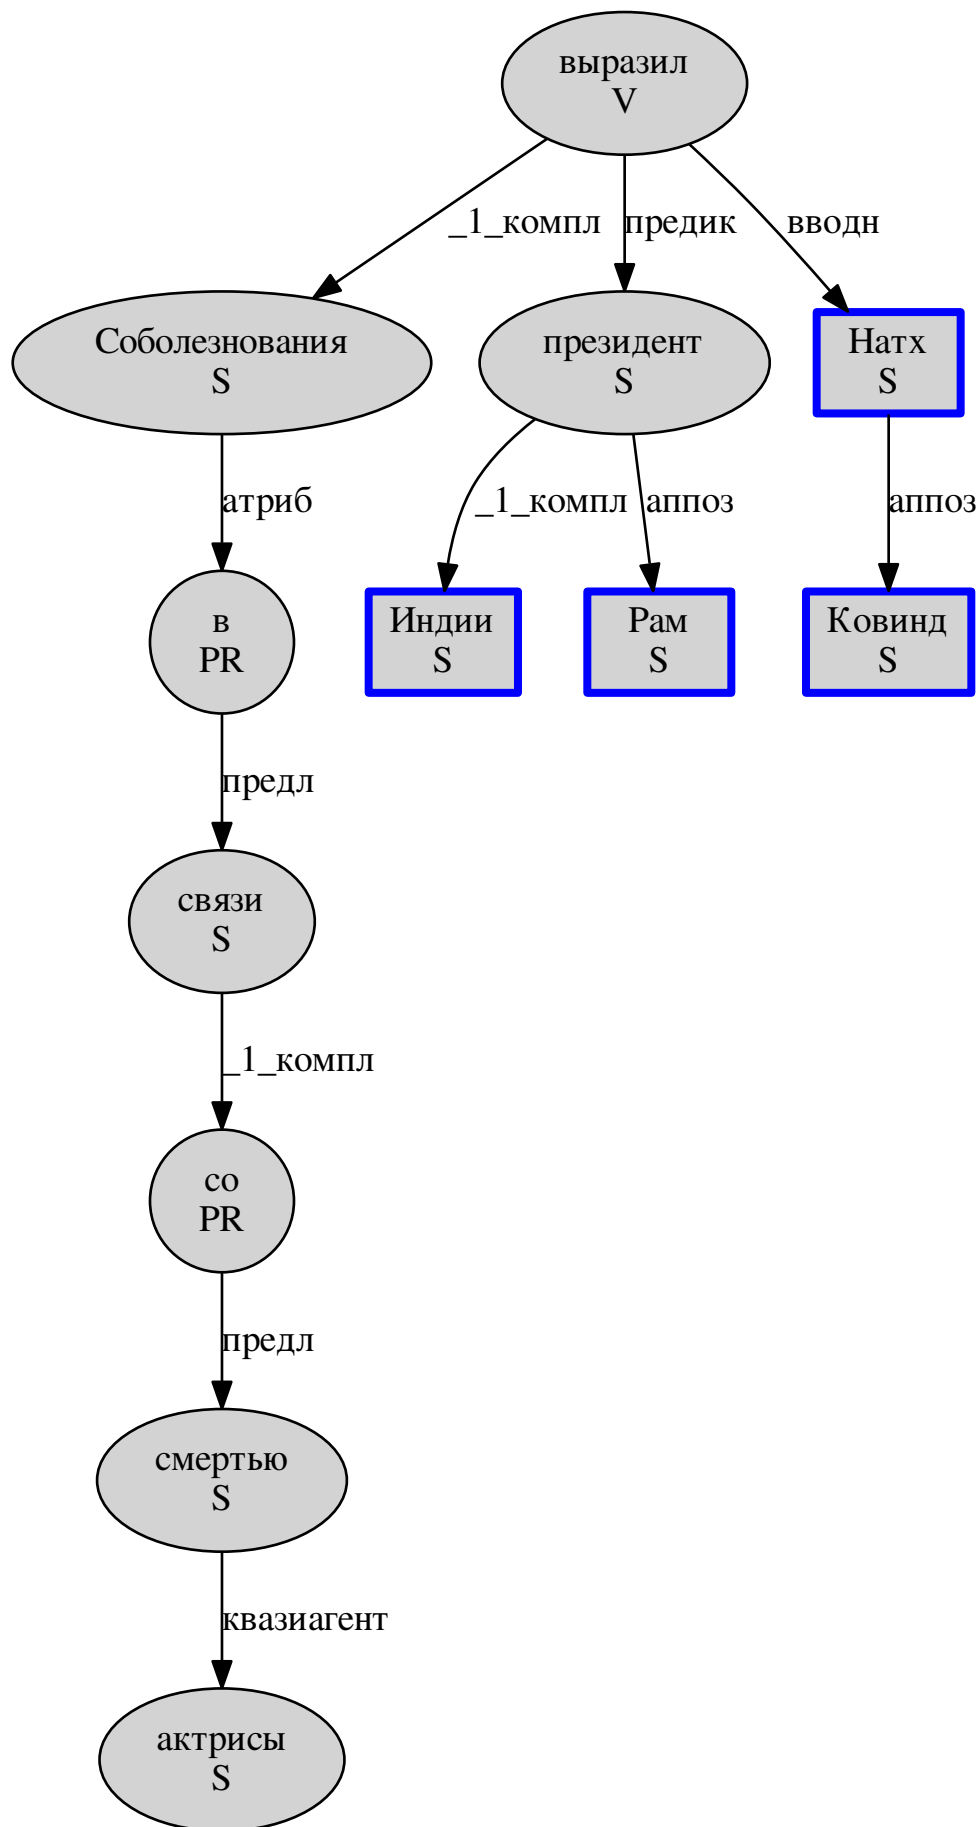 выразил
V
_1_компл
предик
вводн
Соболезнования
S
президент
S
Натх
S
атриб
_1_компл
аппоз
аппоз
в
PR
Индии
S
Рам
S
Ковинд
S
предл
связи
S
_1_компл
со
PR
предл
смертью
S
квазиагент
актрисы
S